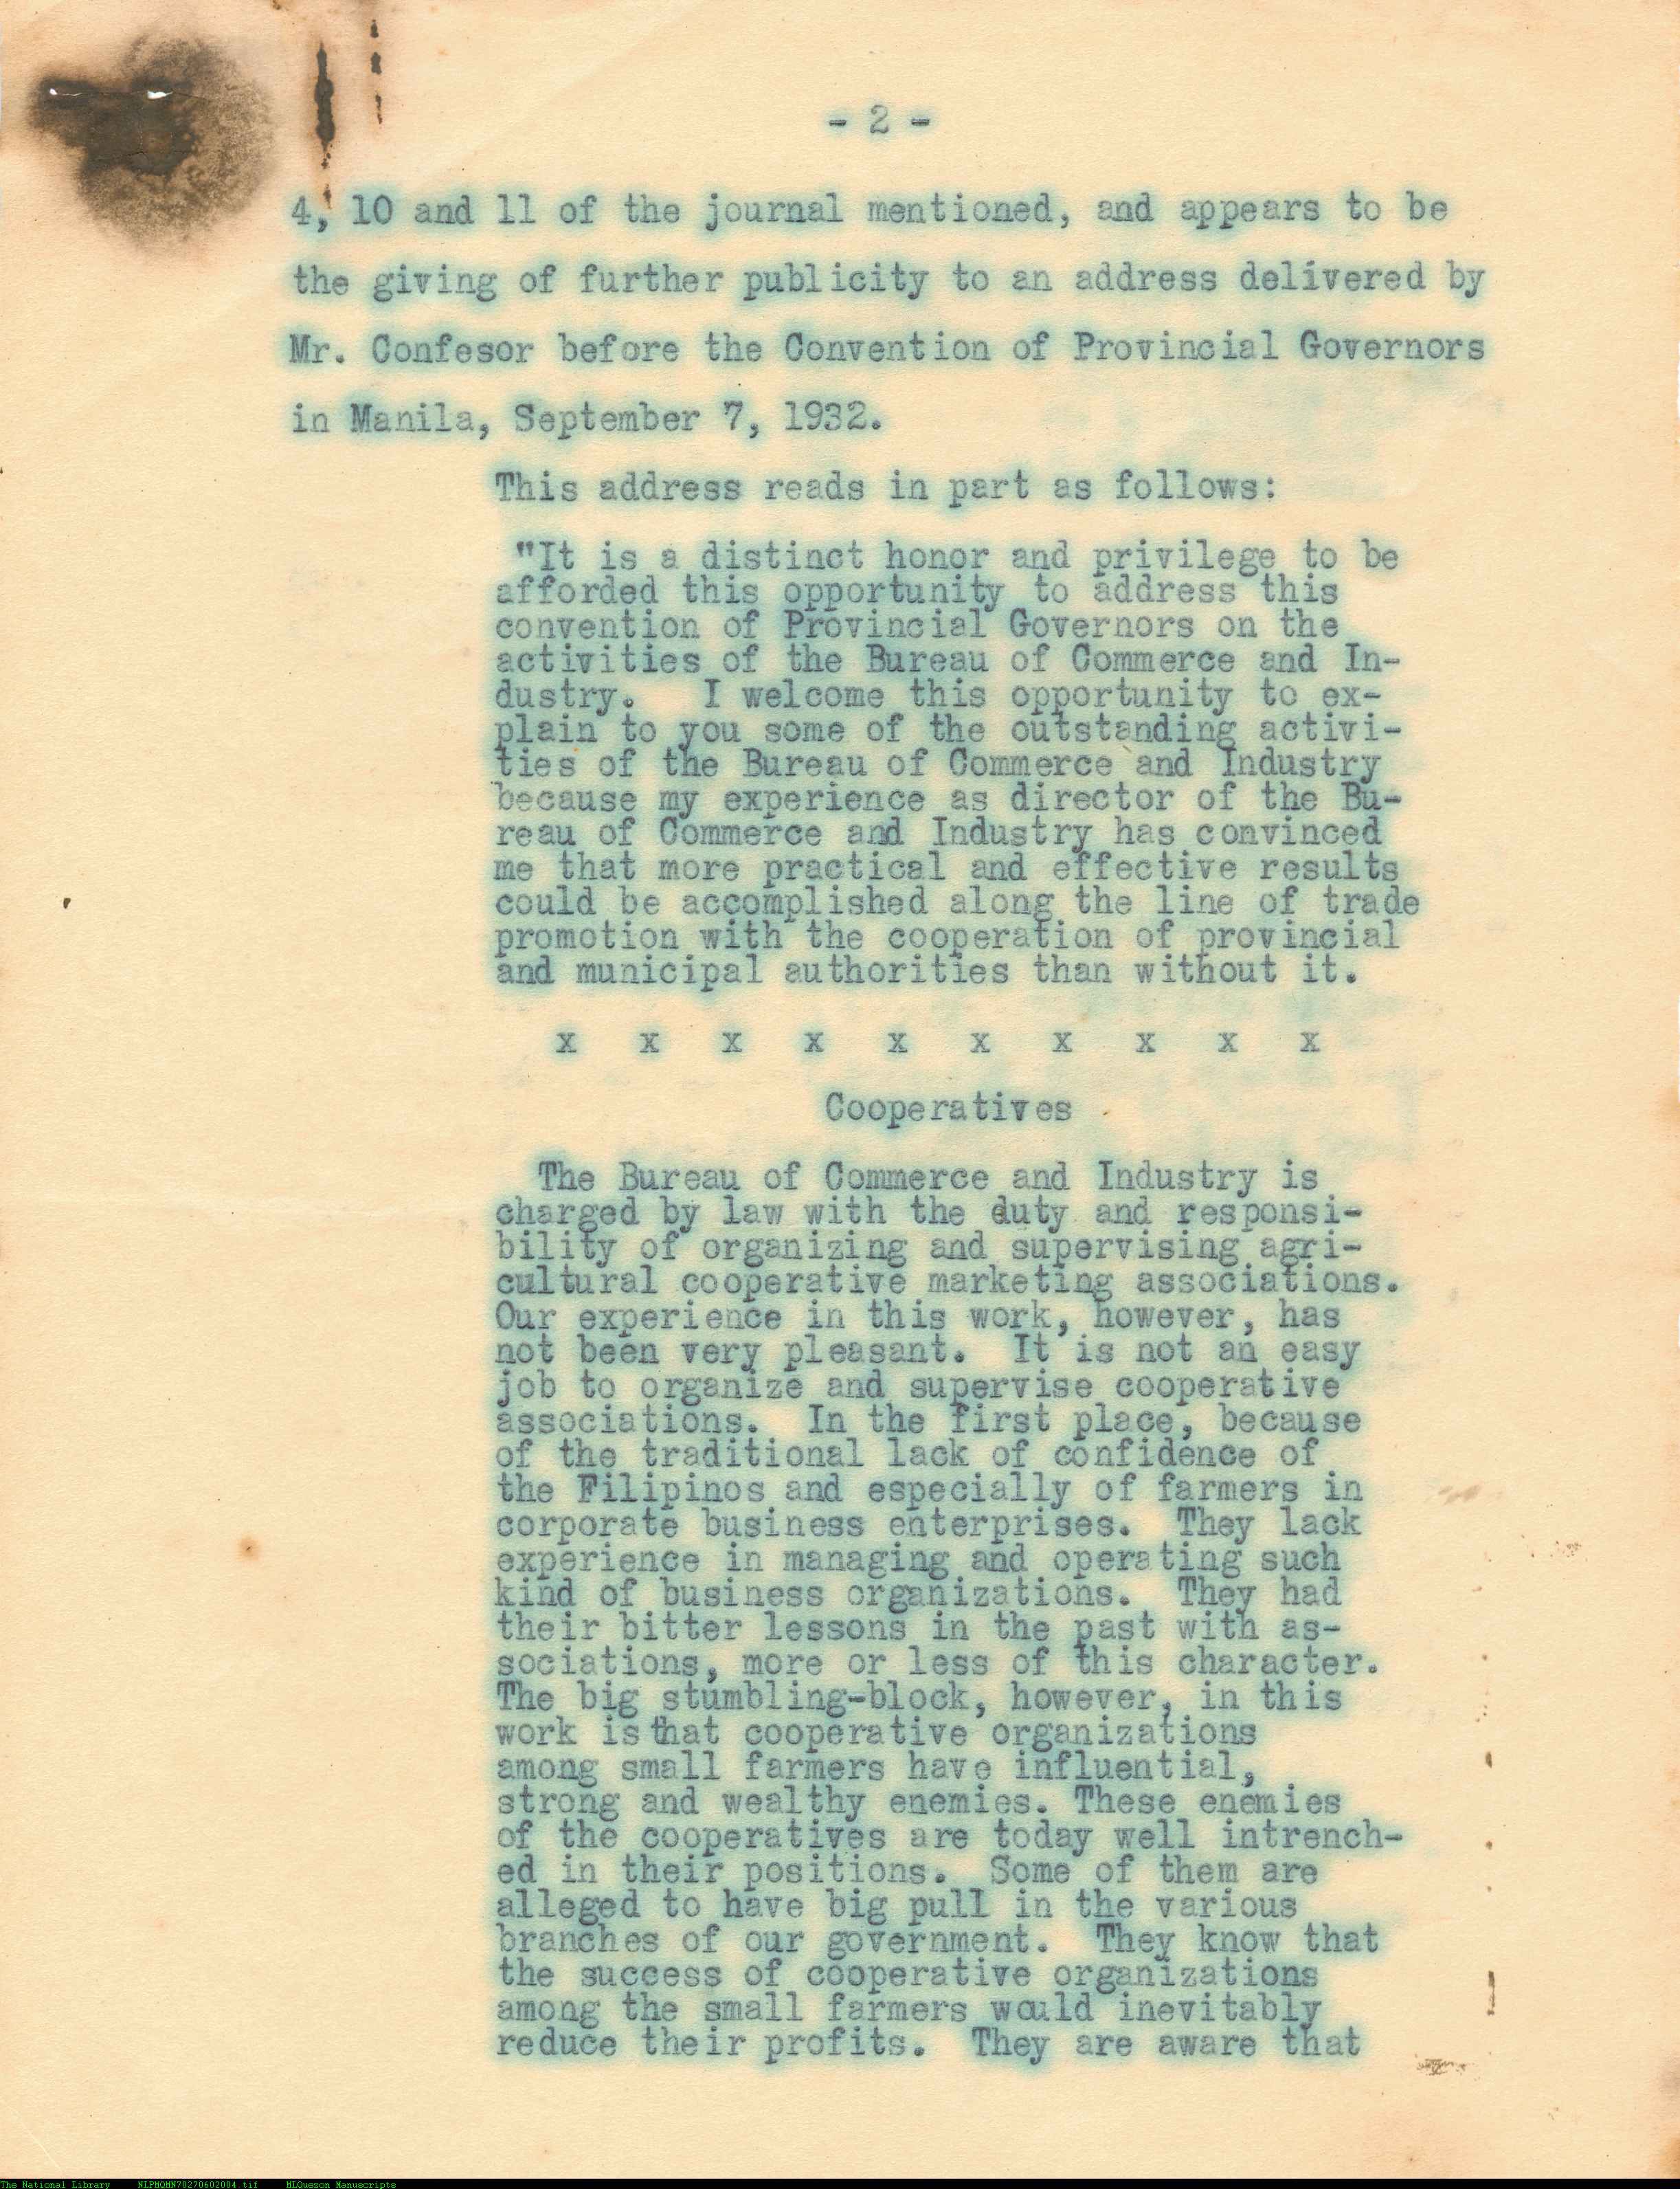 - 2 -
4, 10 and 11 of the journal mentioned, and appears to be
the giving of further publicity to an address delivered by
Mr. Confesor before the Convention of Provincial Governors
in Manila, September 7, 1932.
This address reads in part as follows:
"It is a distinct honor and privilege to be
afforded this opportunity to address this
convention of Provincial Governors on the
activities of the Bureau of Commerce and In-
dustry. I welcome this opportunity to ex-
plain to you some of the outstanding activi-
ties of the Bureau of Commerce and Industry
because my experience as director of the Bu-
reau of Commerce and Industry has convinced
me that more practical and effective results
could be accomplished along the line of trade
promotion with the cooperation of provincial
and municipal authorities than without it.
x x x x x x x x x x
Cooperatives
The Bureau of Commerce and Industry is
charged by law with the duty and responsi-
bility of organizing and supervising agri-
cultural cooperative marketing associations.
Our experience in this work, however, has
not been very pleasant. It is not an easy
job to organize and supervise cooperative
associations. In the first place, because
of the traditional lack of confidence of
the Filipinos and especially of farmers in
corporate business enterprises. They lack
experience in managing and operating such
kind of business organizations. They had
their bitter lessons in the past with as-
sociations, more or less of this character.
The big stumbling-block, however, in this
work is that cooperative organizations
among small farmers have influential,
strong and wealthy enemies. These enemies
of the cooperatives are today well intrench-
ed in their positions. Some of them are
alleged to have big pull in the various
branches of our government. They know that
the success of cooperative organizations
among the small farmers would inevitably
reduce their profits. They are aware that
The National Library NLPMQMN70270602004.tif MLQuezon Manuscripts